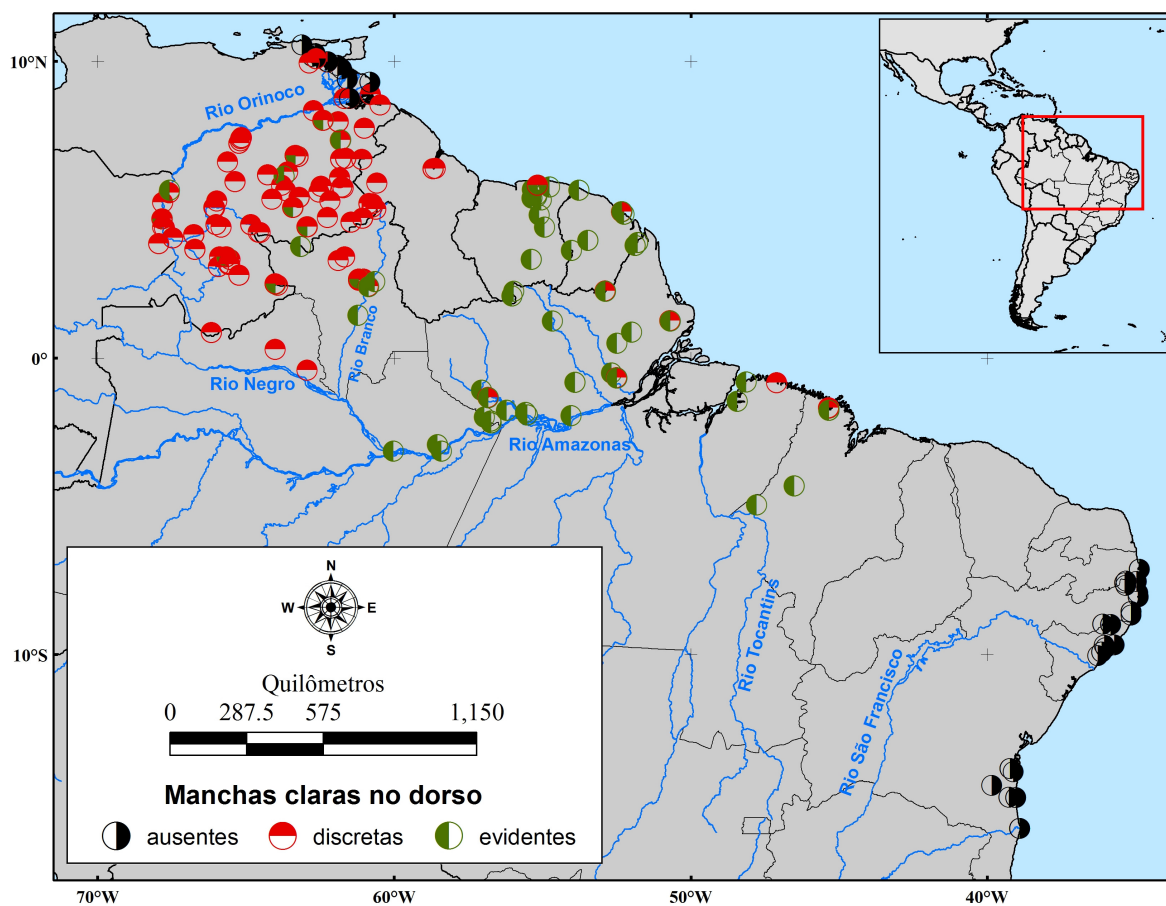 10°N
0°
10°S
70°W
60°W
50°W
40°W
Rio Orinoco
Rio Branco
Rio Negro
Rio Amazonas
Rio Tocantins
Rio São Francisco
N
W
E
S
Quilômetros
0 287.5 575 1,150
Manchas claras no dorso
ausentes discretas evidentes